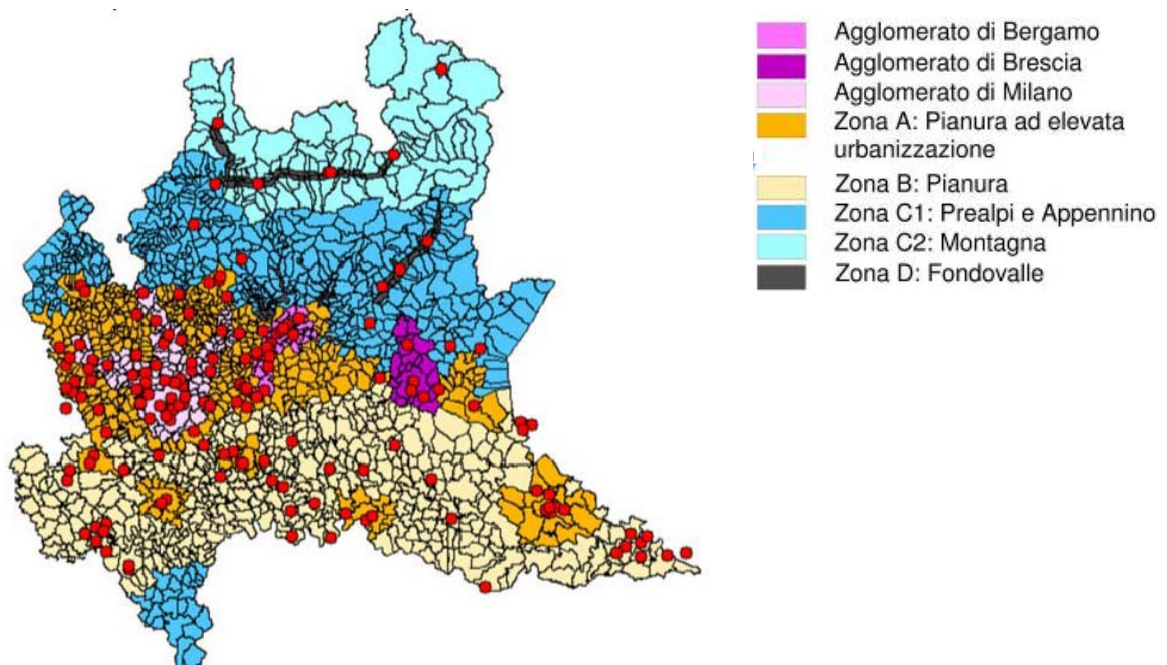 Agglomerato di Bergamo
Agglomerato di Brescia
Agglomerato di Milano
Zona A: Pianura ad elevata
urbanizzazione
Zona B: Pianura
Zona C1: Prealpi e Appennino
Zona C2: Montagna
Zona D: Fondovalle